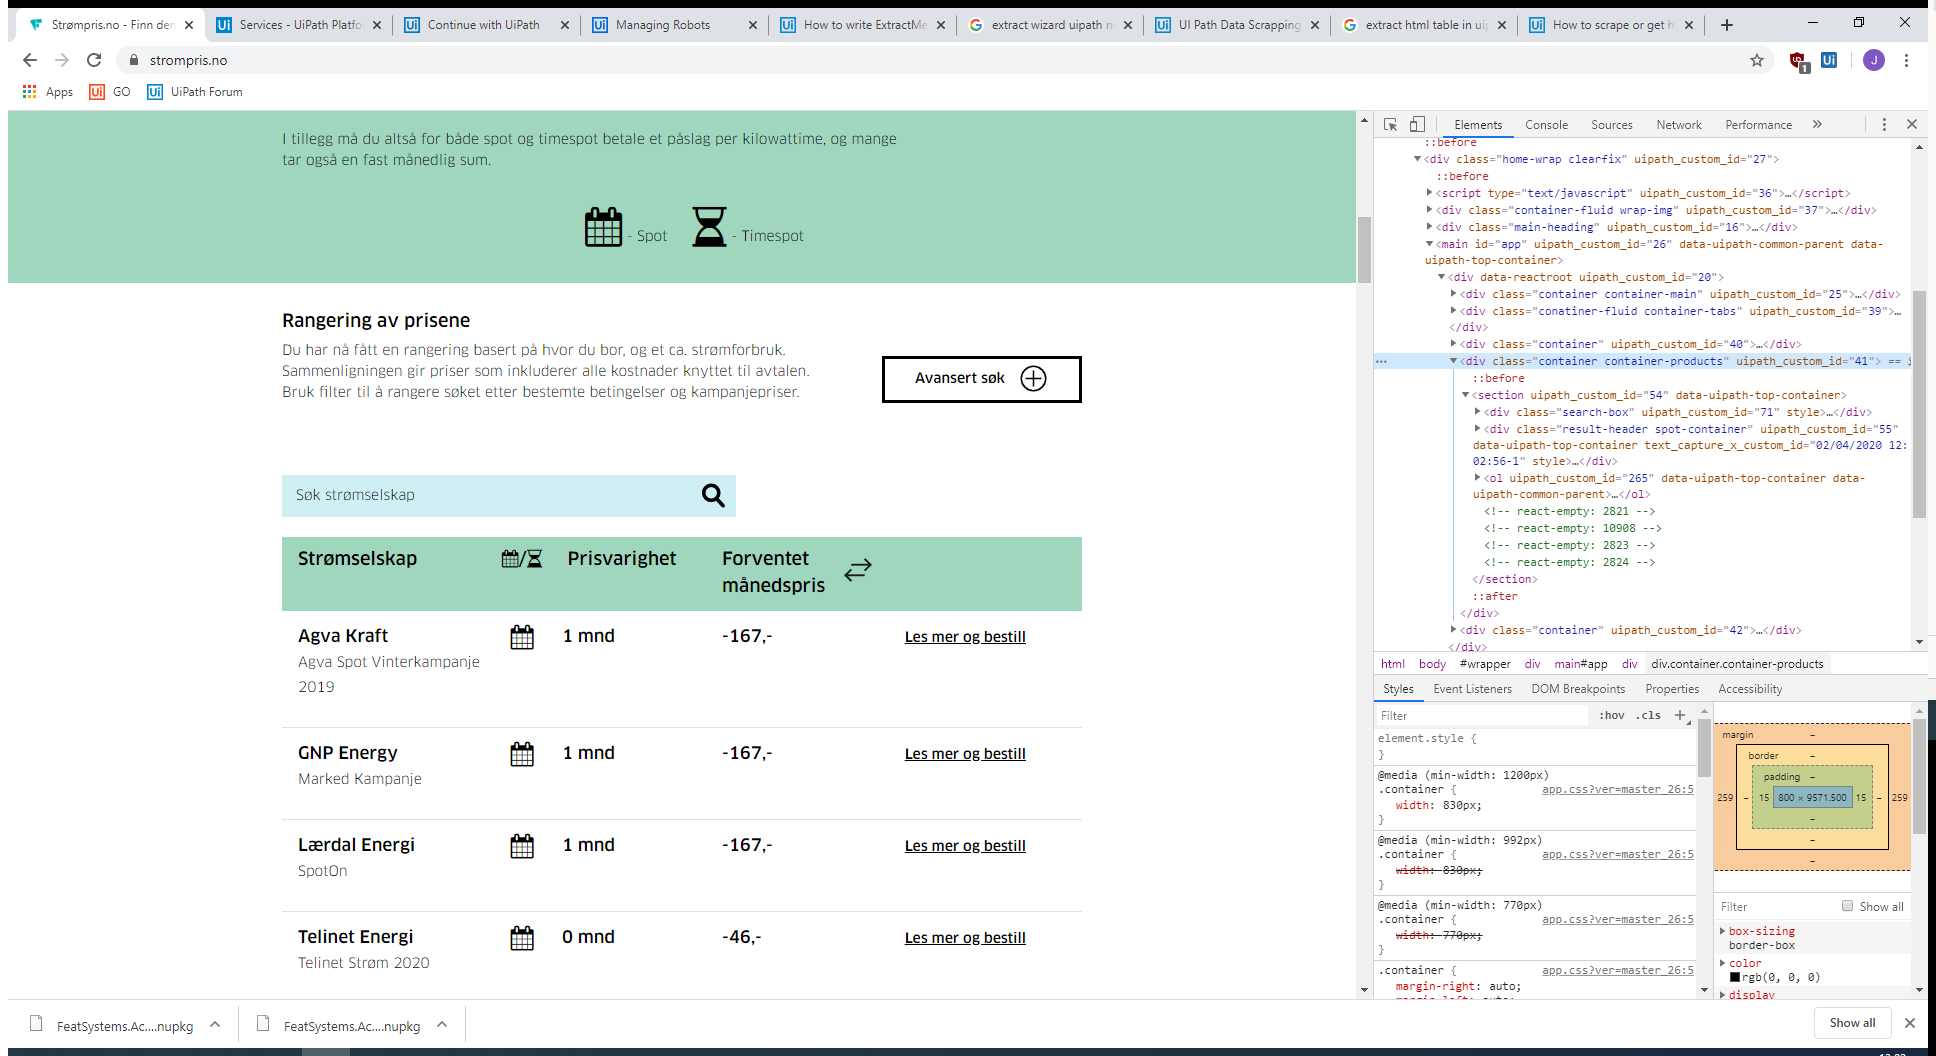 Strømpris.no - Finn den
Services - UiPath Platfo
Continue with UiPath
Managing Robots
How to write ExtractMe
extract wizard uipath n
UI Path Data Scrapping
extract html table in uip
How to scrape or get h
strompris.no
1
J
Apps
GO
UiPath Forum
I tillegg må du altså for både spot og timespot betale et påslag per kilowattime, og mange
tar også en fast månedlig sum.
- Spot
- Timespot
Rangering av prisene
Du har nå fått en rangering basert på hvor du bor, og et ca. strømforbruk.
Sammenligningen gir priser som inkluderer alle kostnader knyttet til avtalen.
Bruk filter til å rangere søket etter bestemte betingelser og kampanjepriser.
Avansert søk
Søk strømselskap
Strømselskap / Prisvarighet Forventet
månedspris
Agva Kraft 1 mnd -167,- Les mer og bestill
Agva Spot Vinterkampanje
2019
GNP Energy 1 mnd -167,- Les mer og bestill
Marked Kampanje
Lærdal Energi 1 mnd -167,- Les mer og bestill
SpotOn
Telinet Energi 0 mnd -46,- Les mer og bestill
Telinet Strøm 2020
Elements Console Sources Network Performance »
::before
<div class="home-wrap clearfix" uipath_custom_id="27">
::before
<script type="text/javascript" uipath_custom_id="36">…</script>
<div class="container-fluid wrap-img" uipath_custom_id="37">…</div>
<div class="main-heading" uipath_custom_id="16">…</div>
<main id="app" uipath_custom_id="26" data-uipath-common-parent data-
uipath-top-container>
<div data-reactroot uipath_custom_id="20">
<div class="container container-main" uipath_custom_id="25">…</div>
<div class="conatiner-fluid container-tabs" uipath_custom_id="39">…
</div>
<div class="container" uipath_custom_id="40">…</div>
<div class="container container-products" uipath_custom_id="41"> ==
::before
<section uipath_custom_id="54" data-uipath-top-container>
<div class="search-box" uipath_custom_id="71" style>…</div>
<div class="result-header spot-container" uipath_custom_id="55"
data-uipath-top-container text_capture_x_custom_id="02/04/2020 12:
02:56-1" style>…</div>
<ol uipath_custom_id="265" data-uipath-top-container data-
uipath-common-parent>…</ol>
<!-- react-empty: 2821 -->
<!-- react-empty: 10908 -->
<!-- react-empty: 2823 -->
<!-- react-empty: 2824 -->
</section>
::after
</div>
<div class="container" uipath_custom_id="42">…</div>
</div>
html body #wrapper div main#app div div.container.container-products
Styles Event Listeners DOM Breakpoints Properties Accessibility
Filter :hov .cls +
element.style {
}
@media (min-width: 1200px)
.container { app.css?ver=master_26:5
width: 830px;
}
@media (min-width: 992px)
.container { app.css?ver=master_26:5
width: 830px;
}
@media (min-width: 770px)
.container { app.css?ver=master_26:5
width: 770px;
}
.container { app.css?ver=master_26:5
margin-right: auto;
margin-left: auto;
margin –
border –
padding –
259 – 15 800 × 9571.500 15 – 259
–
–
–
Filter Show all
box-sizing
border-box
color
rgb(0, 0, 0)
display
FeatSystems.Ac....nupkg
FeatSystems.Ac....nupkg
Show all